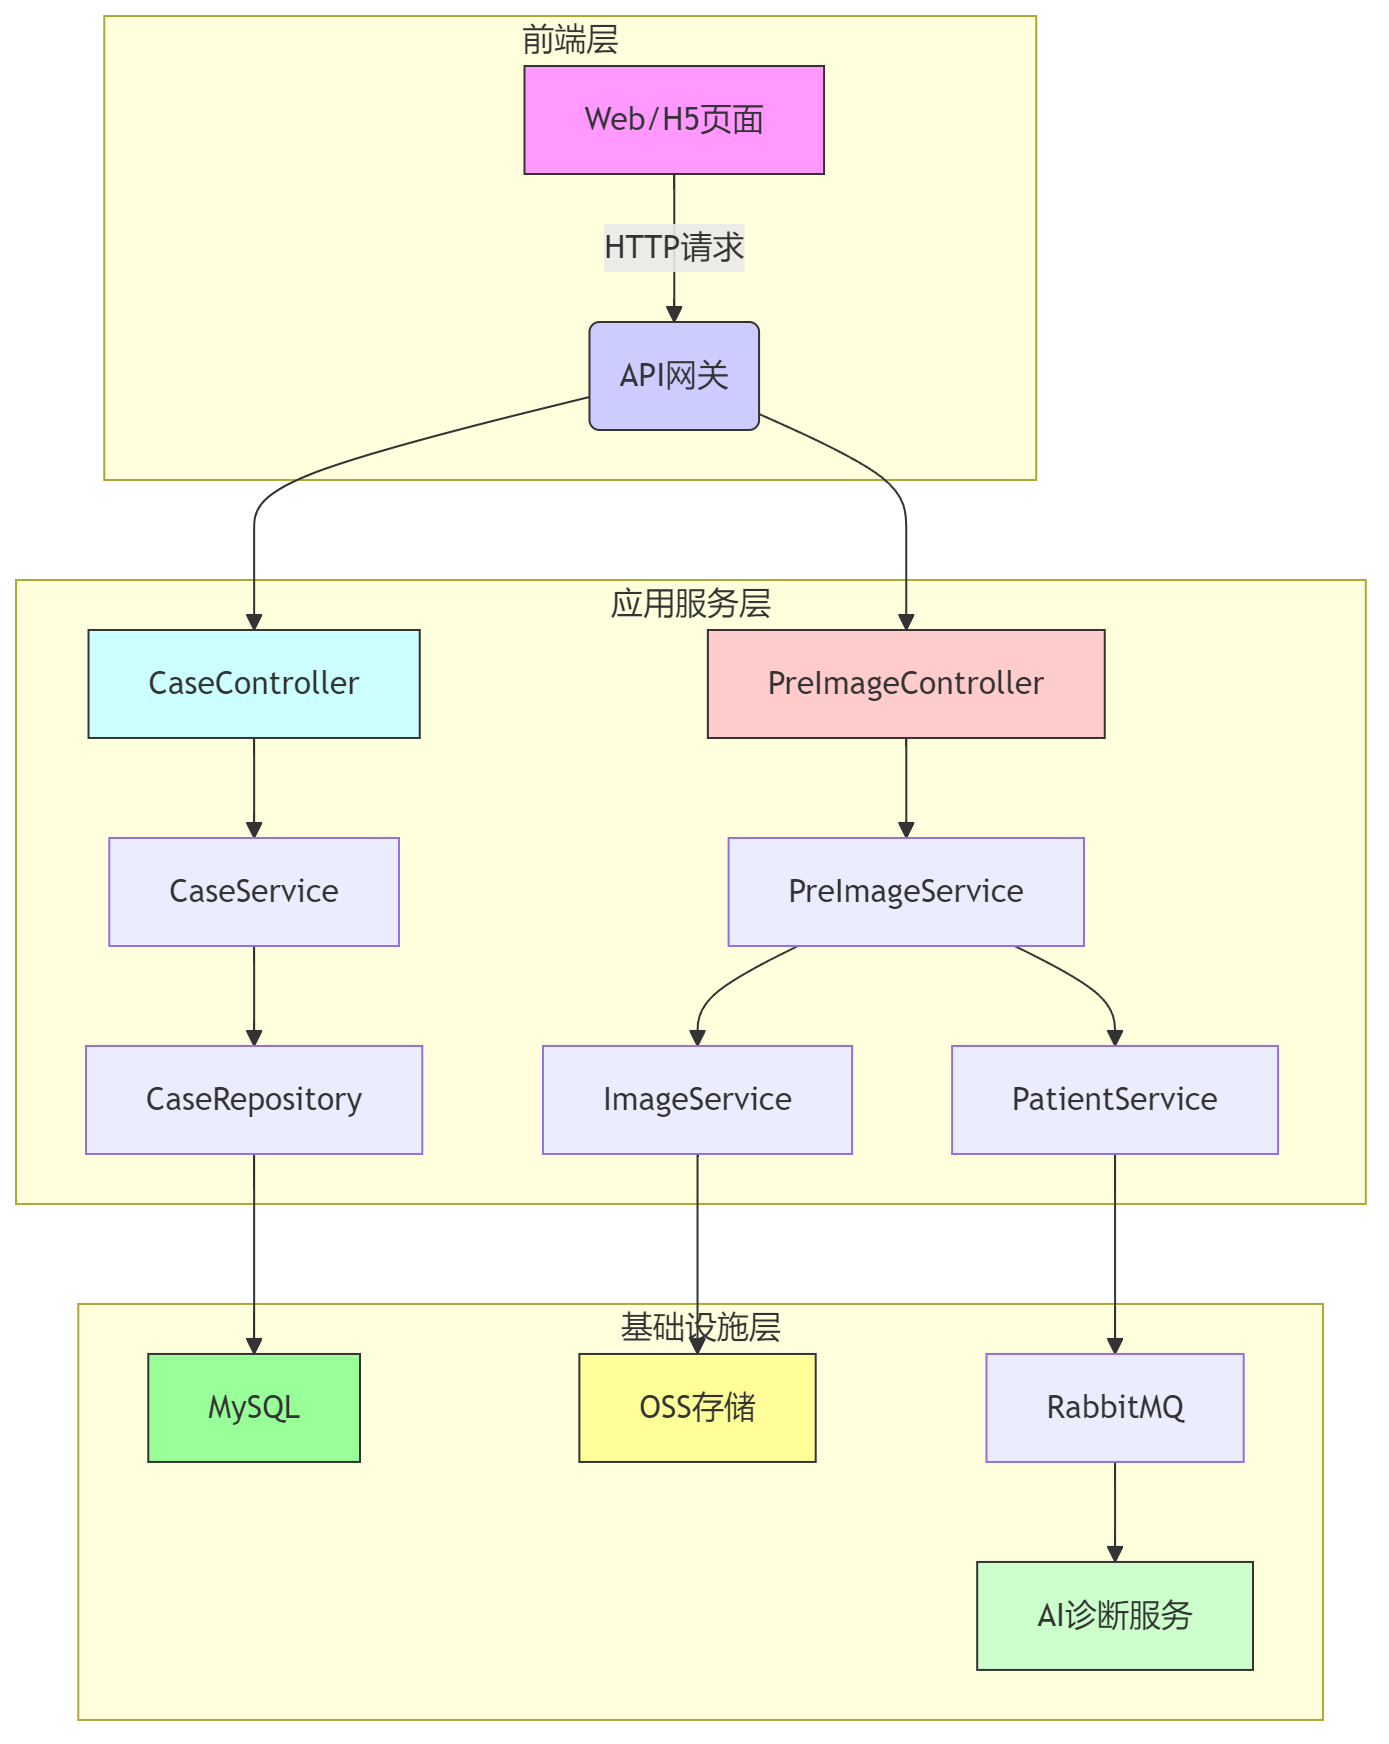 前端层
Web/H5页面
HTTP请求
API网关
应用服务层
CaseController
PreImageController
CaseService
PreImageService
CaseRepository
ImageService
PatientService
基础设施层
MySQL
OSS存储
RabbitMQ
AI诊断服务